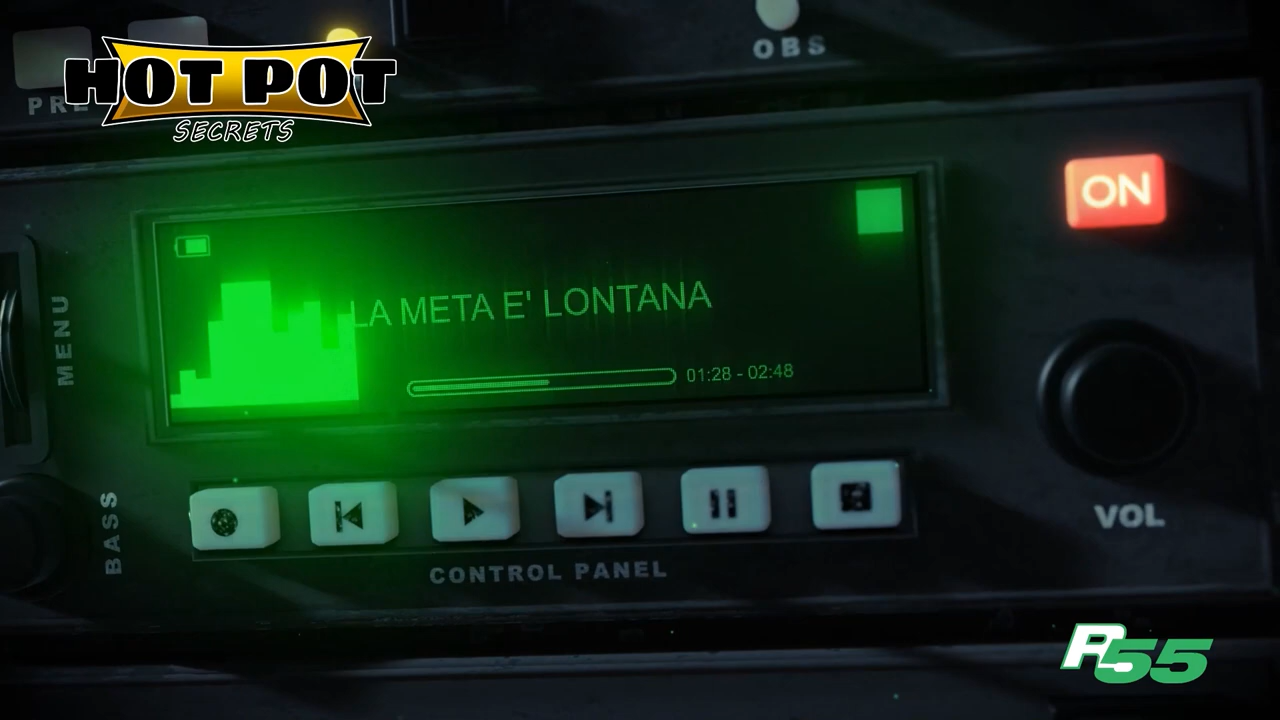 OBS
HOT POT
SECRETS
PRE
ON
MENU
LA META E' LONTANA
01:28 - 02:48
BASS
VOL
CONTROL PANEL
R55